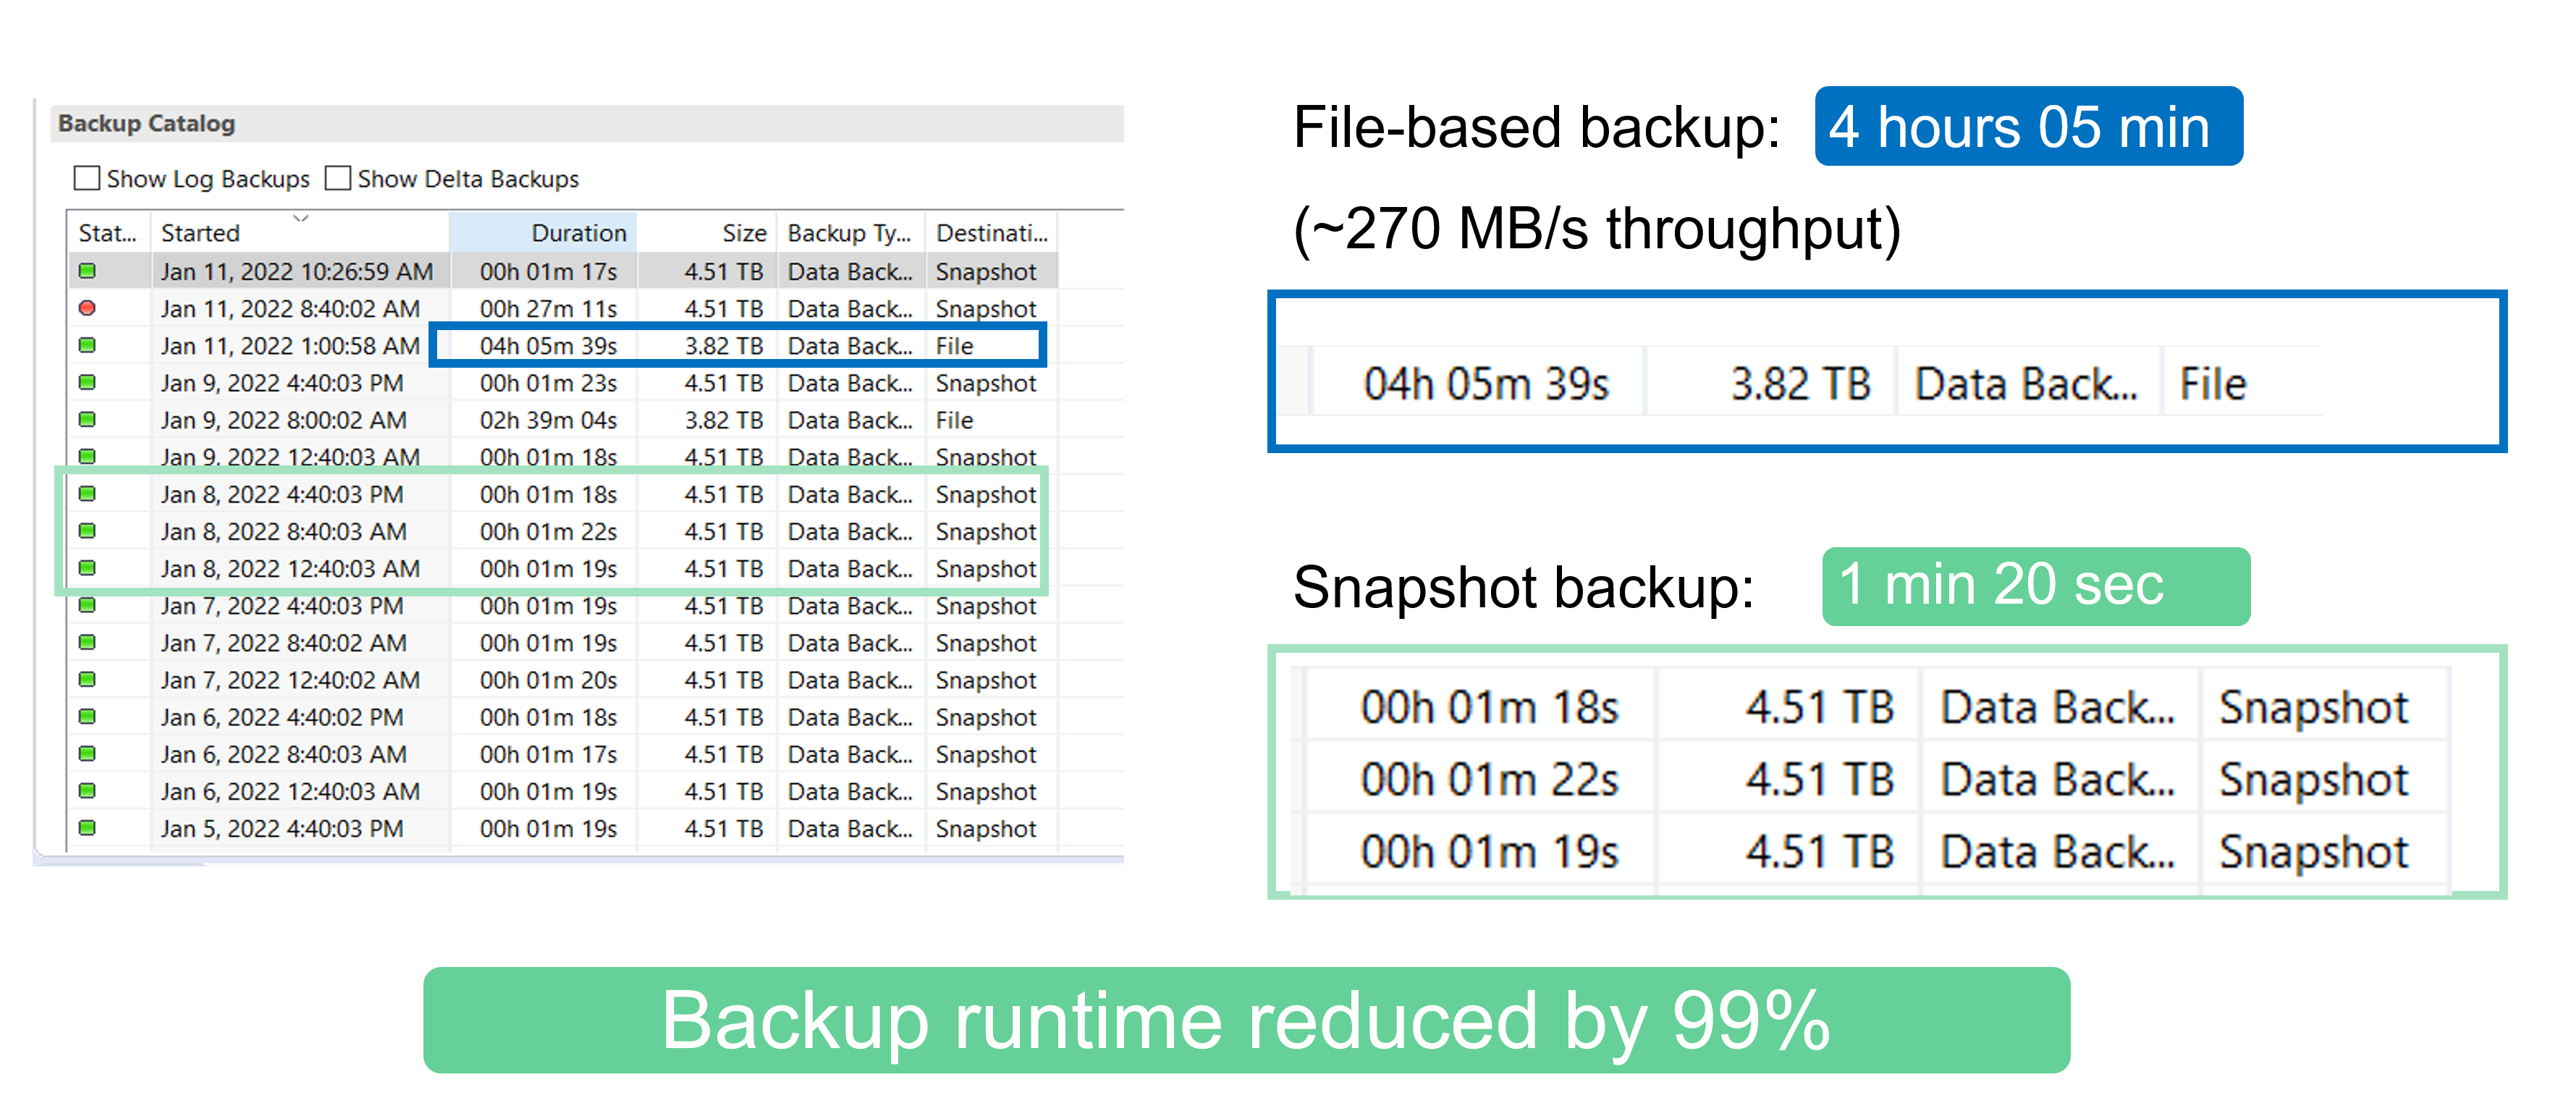 Backup Catalog
Show Log Backups Show Delta Backups
Stat... Started Duration Size Backup Ty... Destinati...
Jan 11, 2022 10:26:59 AM 00h 01m 17s 4.51 TB Data Back... Snapshot
Jan 11, 2022 8:40:02 AM 00h 27m 11s 4.51 TB Data Back... Snapshot
Jan 11, 2022 1:00:58 AM 04h 05m 39s 3.82 TB Data Back... File
Jan 9, 2022 4:40:03 PM 00h 01m 23s 4.51 TB Data Back... Snapshot
Jan 9, 2022 8:00:02 AM 02h 39m 04s 3.82 TB Data Back... File
Jan 9, 2022 12:40:03 AM 00h 01m 18s 4.51 TB Data Back... Snapshot
Jan 8, 2022 4:40:03 PM 00h 01m 18s 4.51 TB Data Back... Snapshot
Jan 8, 2022 8:40:03 AM 00h 01m 22s 4.51 TB Data Back... Snapshot
Jan 8, 2022 12:40:03 AM 00h 01m 19s 4.51 TB Data Back... Snapshot
Jan 7, 2022 4:40:03 PM 00h 01m 19s 4.51 TB Data Back... Snapshot
Jan 7, 2022 8:40:02 AM 00h 01m 19s 4.51 TB Data Back... Snapshot
Jan 7, 2022 12:40:02 AM 00h 01m 20s 4.51 TB Data Back... Snapshot
Jan 6, 2022 4:40:02 PM 00h 01m 18s 4.51 TB Data Back... Snapshot
Jan 6, 2022 8:40:03 AM 00h 01m 17s 4.51 TB Data Back... Snapshot
Jan 6, 2022 12:40:03 AM 00h 01m 19s 4.51 TB Data Back... Snapshot
Jan 5, 2022 4:40:03 PM 00h 01m 19s 4.51 TB Data Back... Snapshot
File-based backup: 4 hours 05 min
(~270 MB/s throughput)
04h 05m 39s 3.82 TB Data Back... File
Snapshot backup: 1 min 20 sec
00h 01m 18s 4.51 TB Data Back... Snapshot
00h 01m 22s 4.51 TB Data Back... Snapshot
00h 01m 19s 4.51 TB Data Back... Snapshot
Backup runtime reduced by 99%